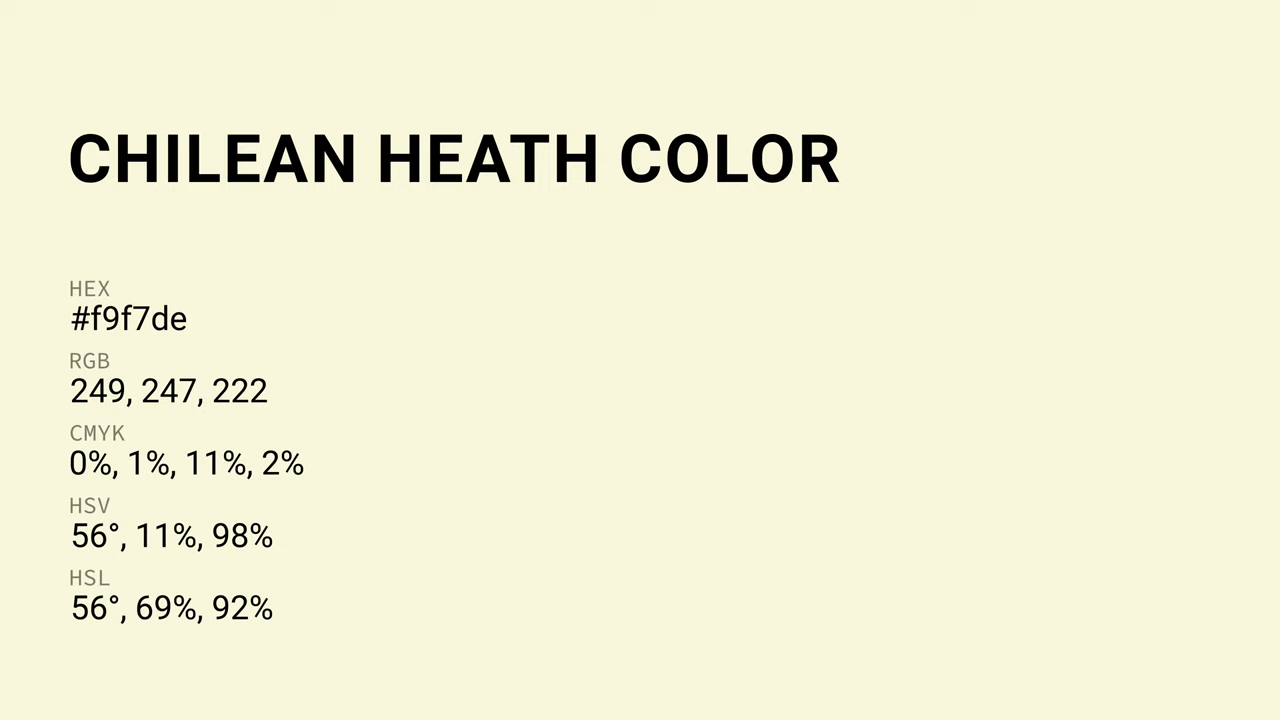 CHILEAN HEATH COLOR
HEX
#f9f7de
RGB
249, 247, 222
CMYK
0%, 1%, 11%, 2%
HSV
56°, 11%, 98%
HSL
56°, 69%, 92%